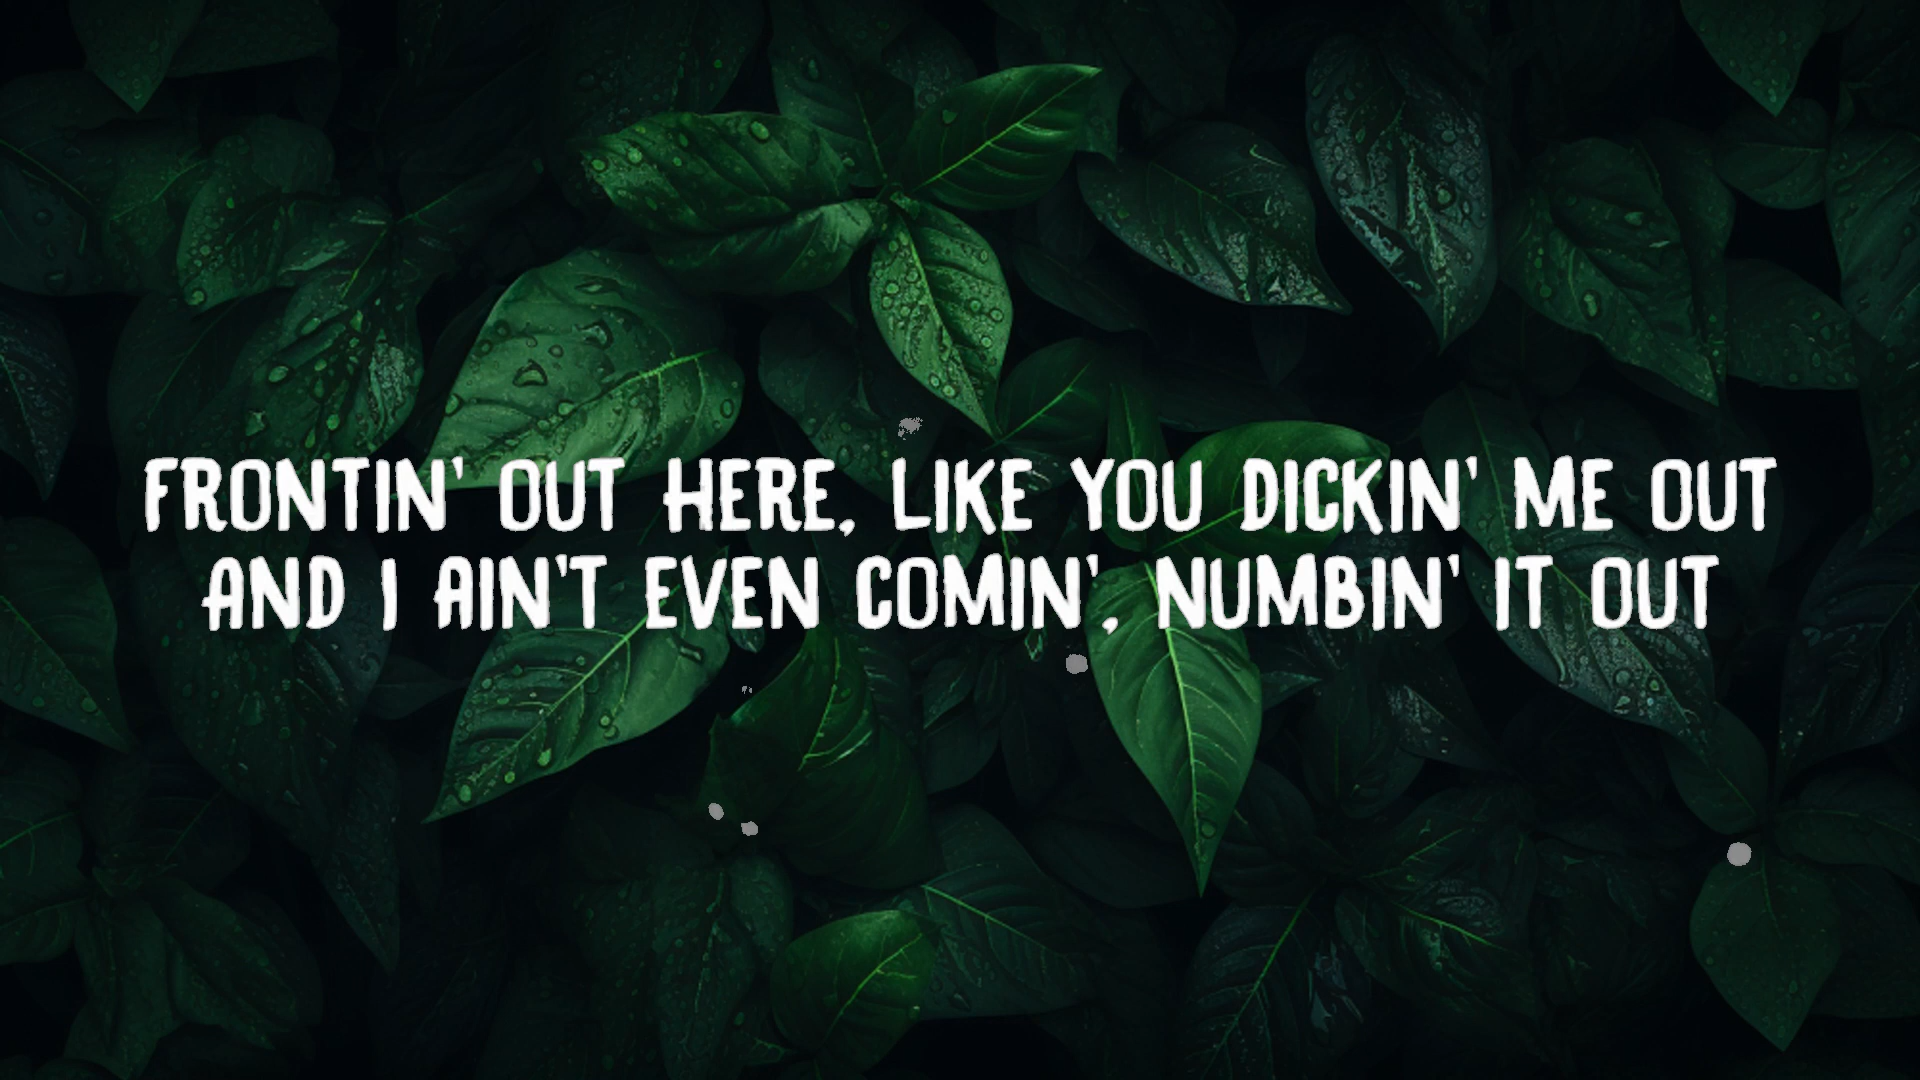 FRONTIN' OUT HERE, LIKE YOU DICKIN' ME OUT
AND I AIN'T EVEN COMIN', NUMBIN' IT OUT